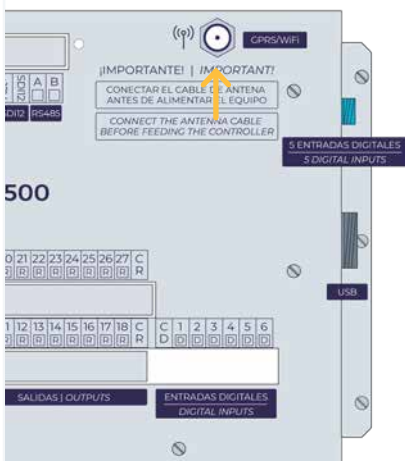 GPRS/WiFi
¡IMPORTANTE! | IMPORTANT!
SDI12 A B
SDI12 RS485
CONECTAR EL CABLE DE ANTENA
ANTES DE ALIMENTAR EL EQUIPO
CONNECT THE ANTENNA CABLE
BEFORE FEEDING THE CONTROLLER
5 ENTRADAS DIGITALES
5 DIGITAL INPUTS
500
0 21 22 23 24 25 26 27 C
R R R R R R R R R
USB
1 12 13 14 15 16 17 18 C
R R R R R R R R R
C 1 2 3 4 5 6
D D D D D D D
SALIDAS | OUTPUTS
ENTRADAS DIGITALES
DIGITAL INPUTS